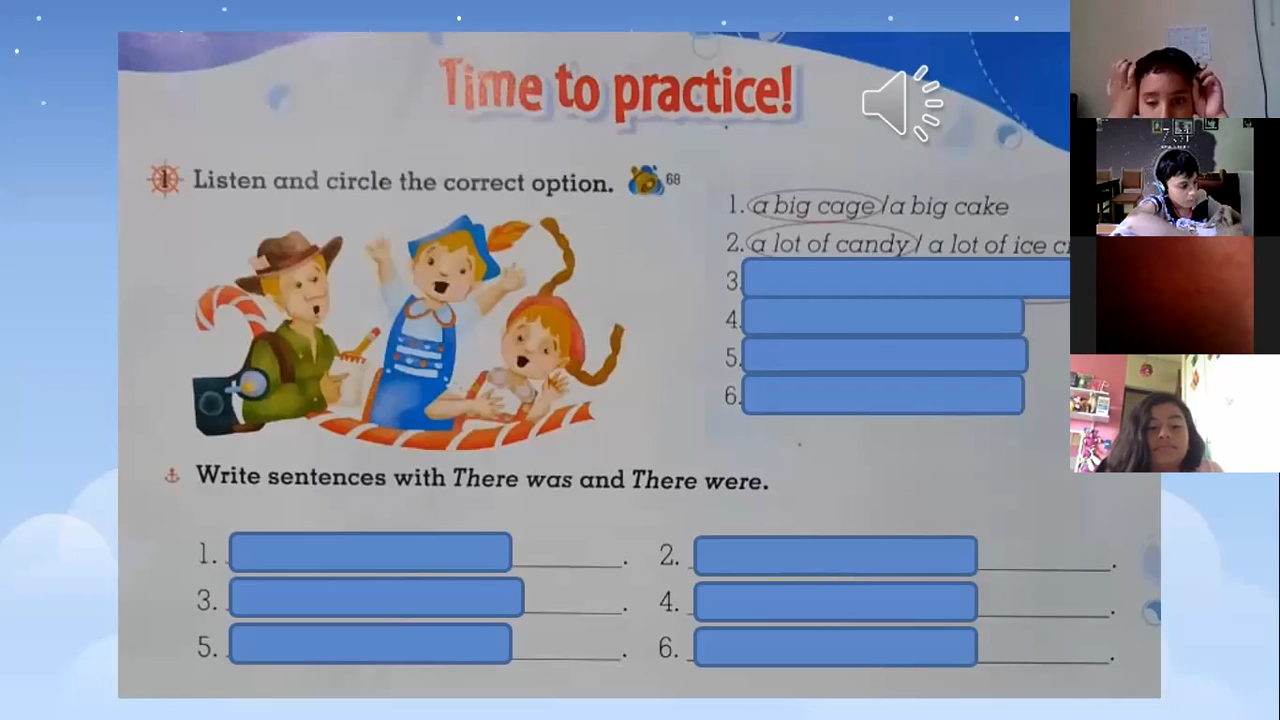 Time to practice!
1 Listen and circle the correct option. 68
1. a big cage / a big cake
2. a lot of candy / a lot of ice
3.
4.
5.
6.
Write sentences with There was and There were.
1. . 2. .
3. . 4. .
5. . 6. .